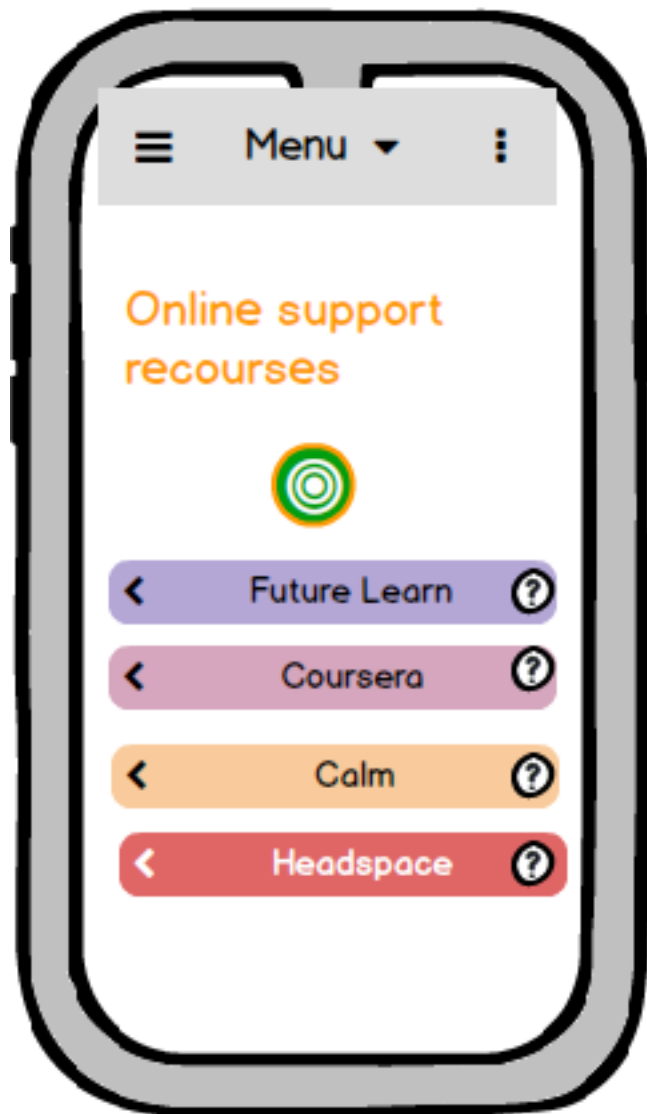 Menu
Online support
recourses
Future Learn ?
Coursera ?
Calm ?
Headspace ?